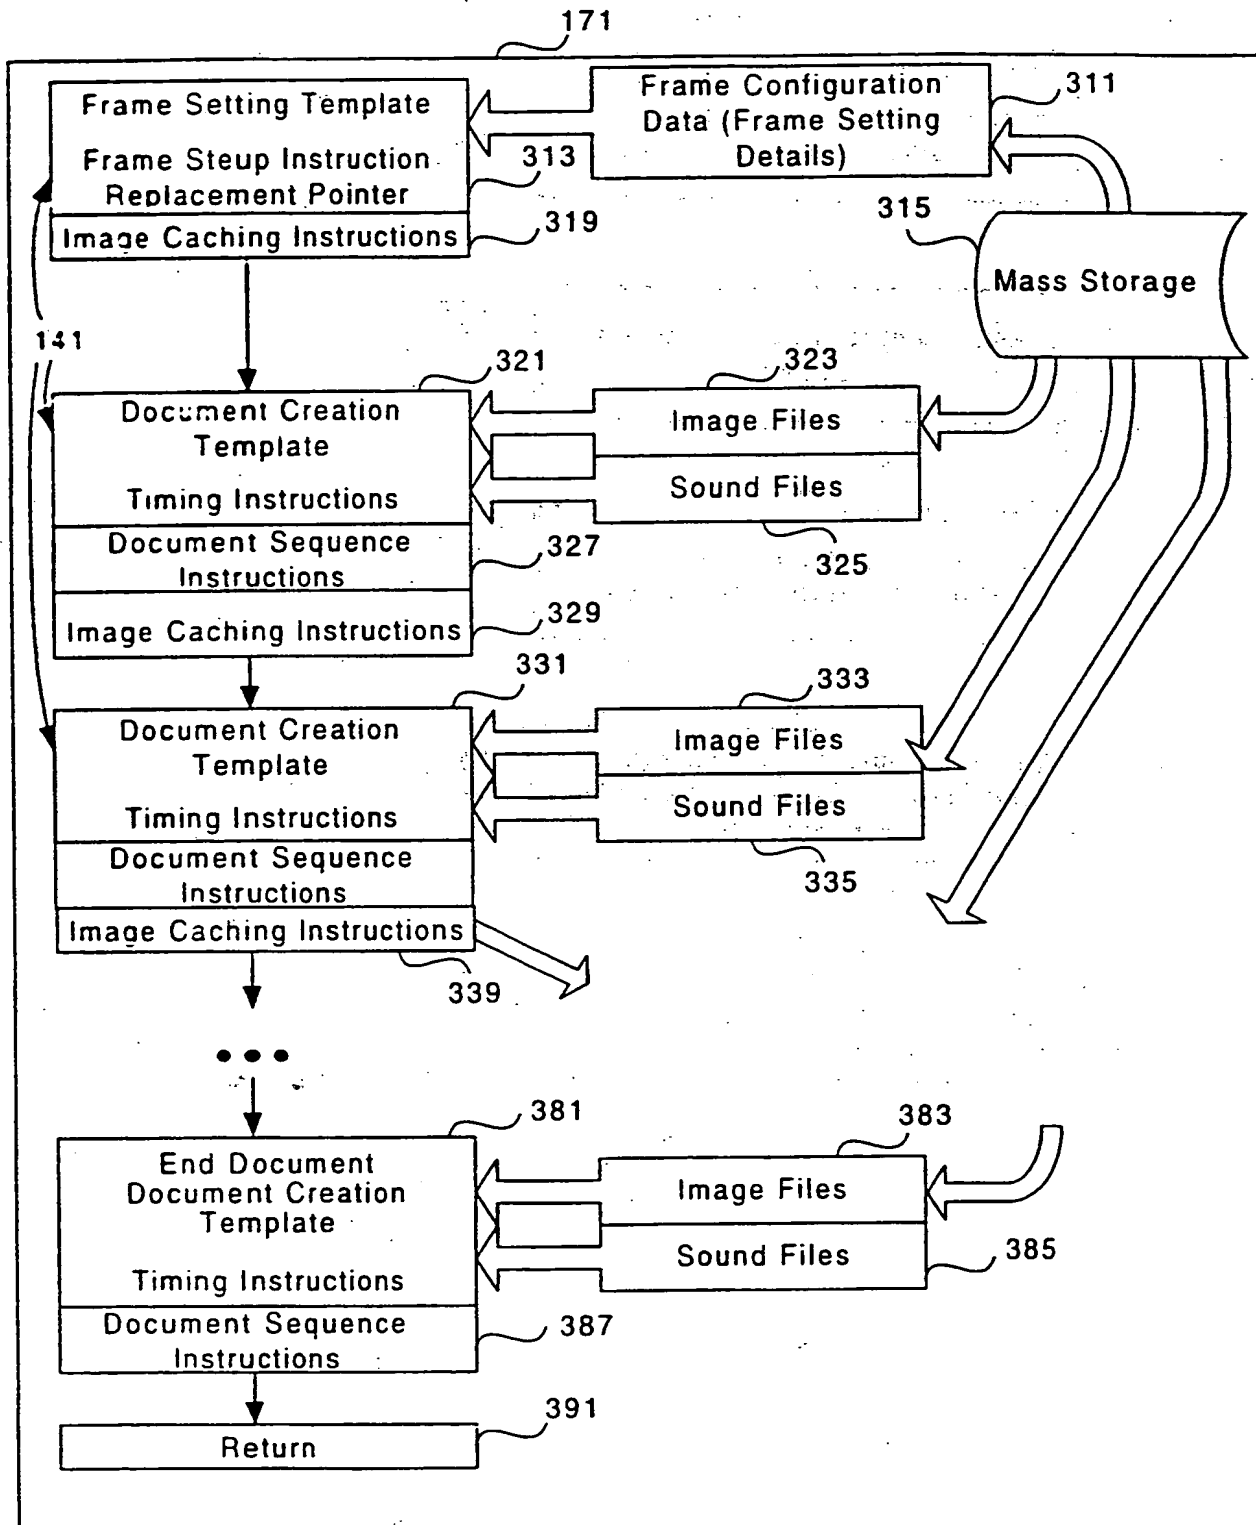 171
Frame Setting Template
Frame Steup Instruction
Replacement Pointer
313
Image Caching Instructions
319
Frame Configuration
Data (Frame Setting
Details)
311
315
Mass Storage
141
321
Document Creation
Template
Timing Instructions
323
Image Files
Sound Files
325
Document Sequence
Instructions
327
Image Caching Instructions
329
331
Document Creation
Template
Timing Instructions
333
Image Files
Sound Files
335
Document Sequence
Instructions
Image Caching Instructions
339
381
End Document
Document Creation
Template
Timing Instructions
383
Image Files
Sound Files
385
Document Sequence
Instructions
387
391
Return